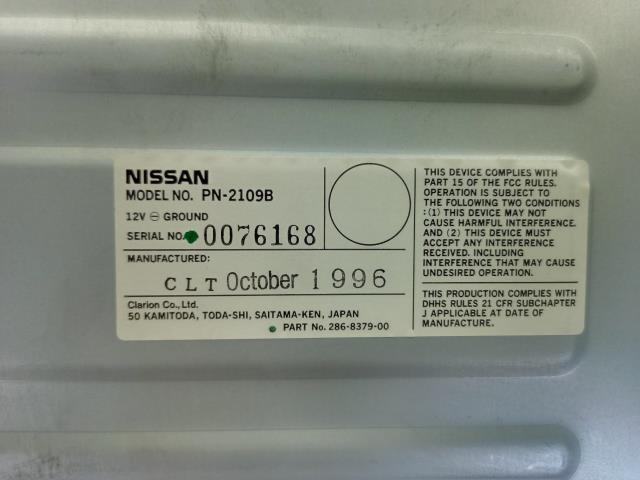 NISSAN
MODEL NO. PN-2109B
12V ⊖ GROUND
SERIAL NO. 0076168
MANUFACTURED:
CLT October 1996
Clarion Co., Ltd.
50 KAMITODA, TODA-SHI, SAITAMA-KEN, JAPAN
PART No. 286-8379-00
THIS DEVICE COMPLIES WITH
PART 15 OF THE FCC RULES.
OPERATION IS SUBJECT TO
THE FOLLOWING TWO CONDITIONS
: (1) THIS DEVICE MAY NOT
CAUSE HARMFUL INTERFERENCE.
AND (2) THIS DEVICE MUST
ACCEPT ANY INTERFERENCE
RECEIVED. INCLUDING
INTERFERENCE THAT MAY CAUSE
UNDESIRED OPERATION.
THIS PRODUCTION COMPLIES WITH
DHHS RULES 21 CFR SUBCHAPTER
J APPLICABLE AT DATE OF
MANUFACTURE.